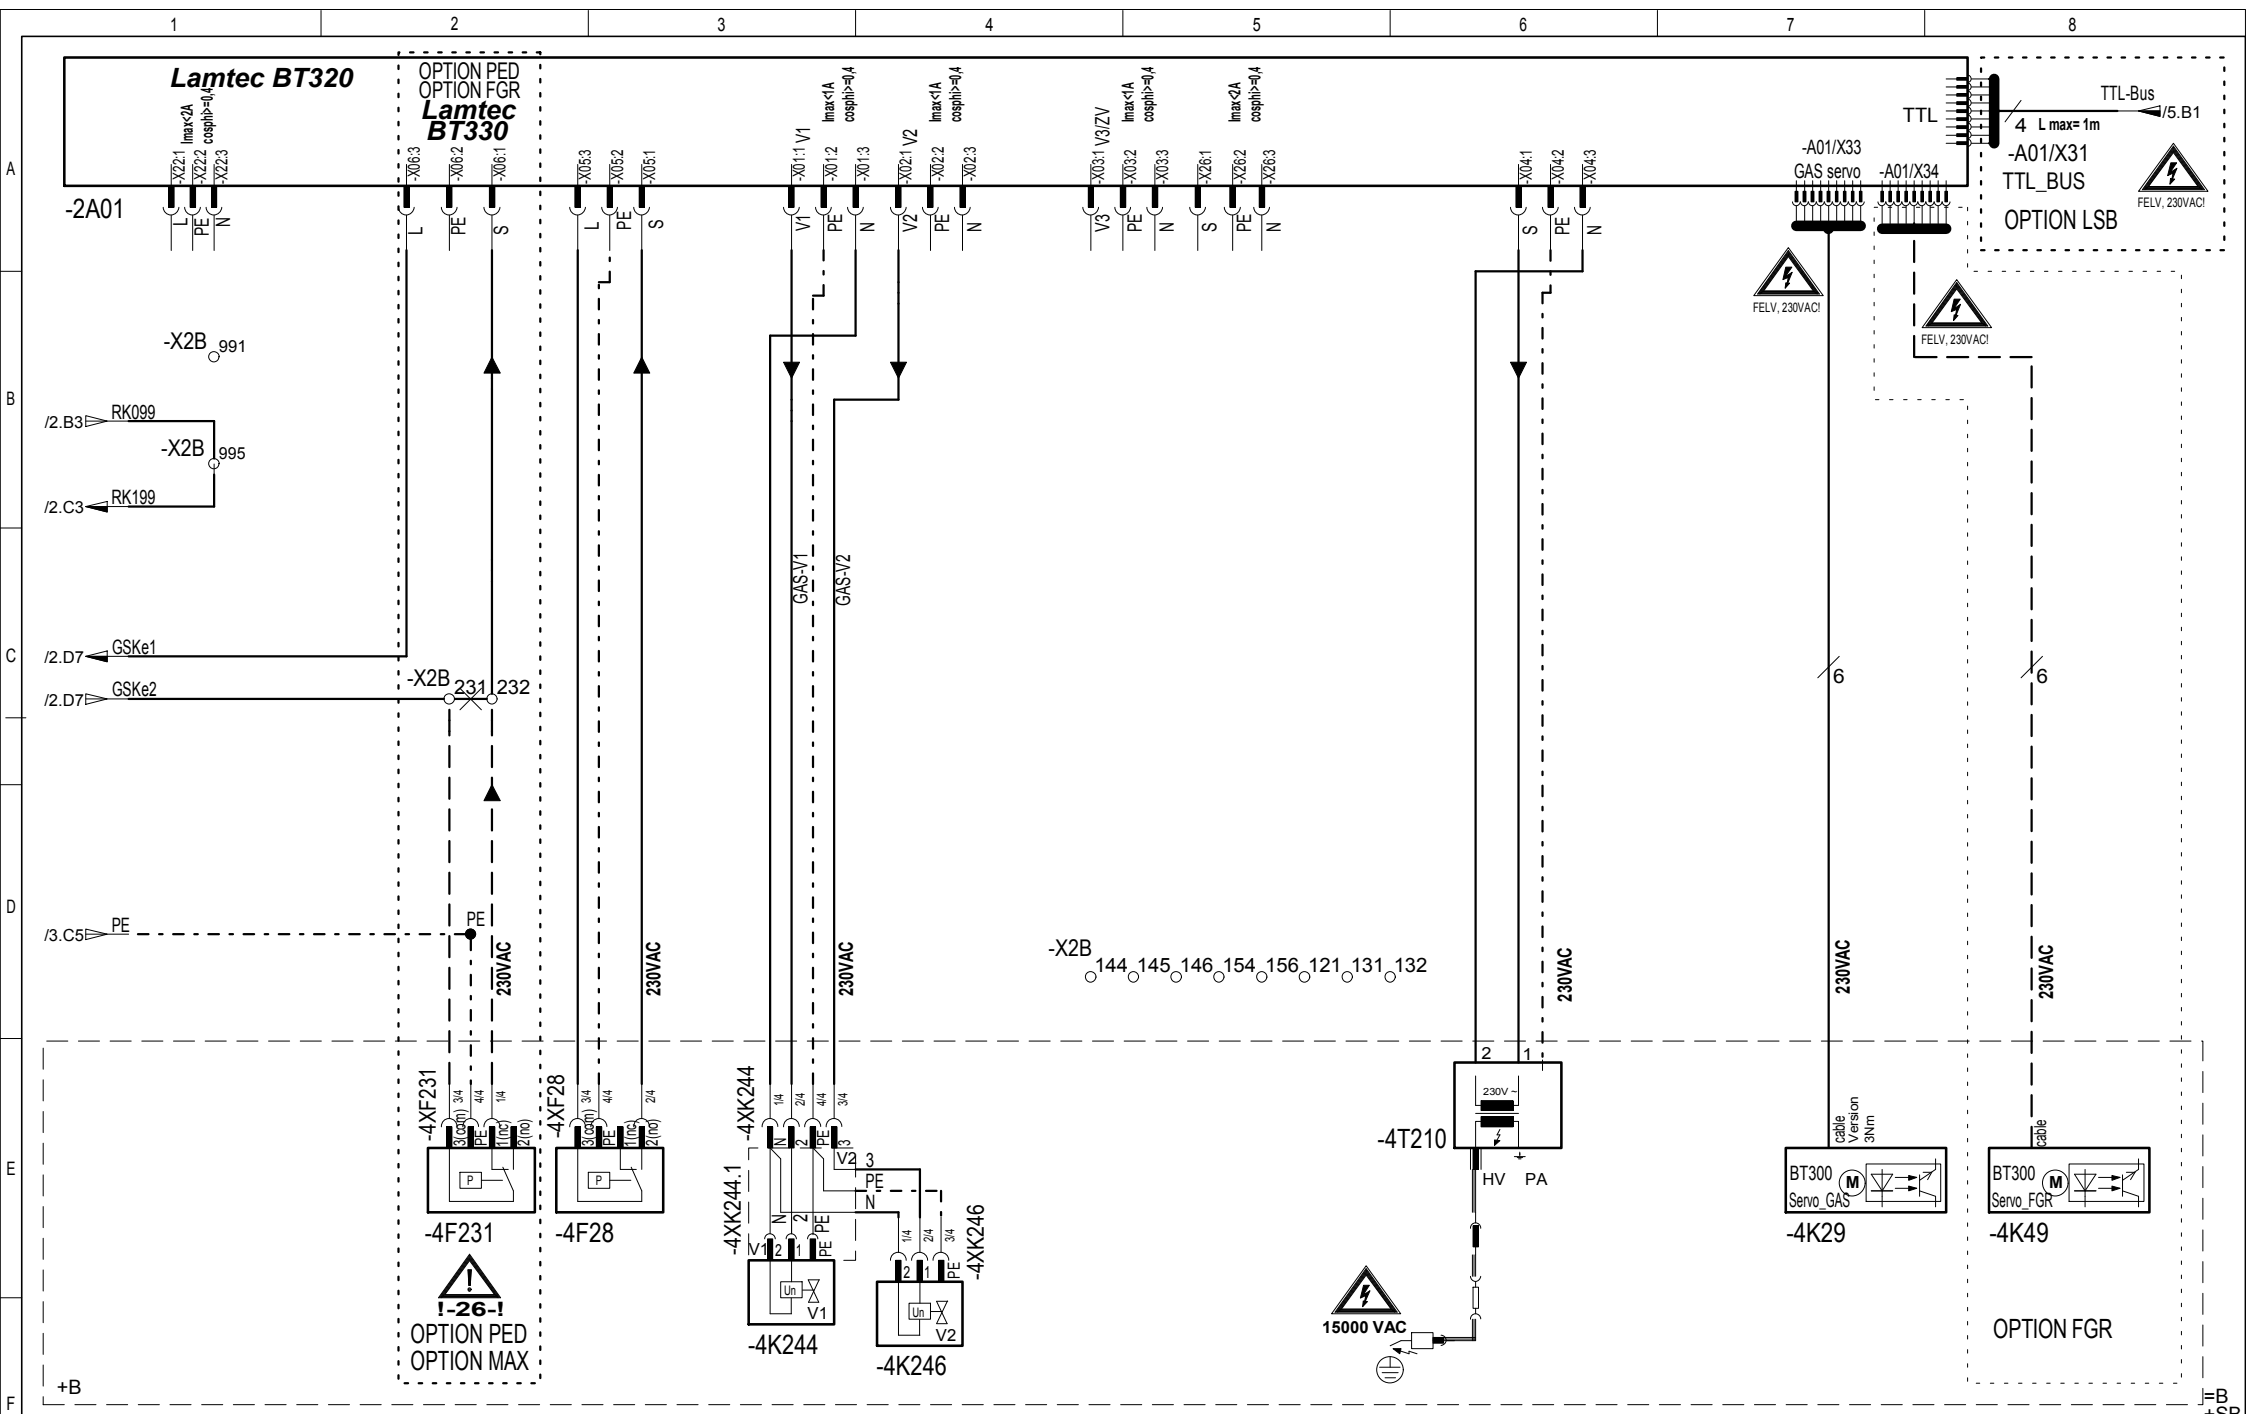 1 2 3 4 5 6 7 8
A
B
C
D
E
F
Lamtec BT320
OPTION PED
OPTION FGR
Lamtec
BT330
Imax<2A
cosphi>=0,4
Imax<1A
cosphi>=0,4
Imax<1A
cosphi>=0,4
Imax<1A
cosphi>=0,4
Imax<2A
cosphi>=0,4
-X22:1
-X22:2
-X22:3
-X06:3
-X06:2
-X06:1
-X05:3
-X05:2
-X05:1
-X01:1 V1
-X01:2
-X01:3
-X02:1 V2
-X02:2
-X02:3
-X03:1 V3/ZV
-X03:2
-X03:3
-X26:1
-X26:2
-X26:3
-X04:1
-X04:2
-X04:3
TTL
TTL-Bus
/5.B1
4 L max= 1m
-A01/X31
TTL_BUS
OPTION LSB
FELV, 230VAC!
-A01/X33
GAS servo
-A01/X34
-2A01
L
PE
N
L
PE
S
L
PE
S
V1
PE
N
V2
PE
N
V3
PE
N
S
PE
N
S
PE
N
FELV, 230VAC!
FELV, 230VAC!
-X2B 991
/2.B3 RK099
-X2B 995
/2.C3 RK199
GAS-V1
GAS-V2
/2.D7 GSKe1
/2.D7 GSKe2
-X2B 231 232
6
6
/3.C5 PE
PE
230VAC
230VAC
230VAC
230VAC
230VAC
230VAC
-X2B 144 145 146 154 156 121 131 132
-4XF231
3/4
4/4
1/4
3(com)
PE
1(nc)
2(no)
P
-4F231
!
!-26-!
OPTION PED
OPTION MAX
-4XF28
3/4
4/4
2/4
3(com)
PE
1(nc)
2(no)
P
-4F28
-4XK244
1/4
2/4
4/4
3/4
N
2
PE
3
V2 3
PE
N
-4XK244.1
N
2
PE
V1 2
1
PE
Un
V1
-4K244
1/4
2/4
3/4
-4XK246
2
1
PE
Un
V2
-4K246
2 1
230V ~
-4T210
HV PA
15000 VAC
cable
Version
3Nm
BT300
M
Servo_GAS
-4K29
cable
BT300
M
Servo_FGR
-4K49
OPTION FGR
+B
=B
+SB